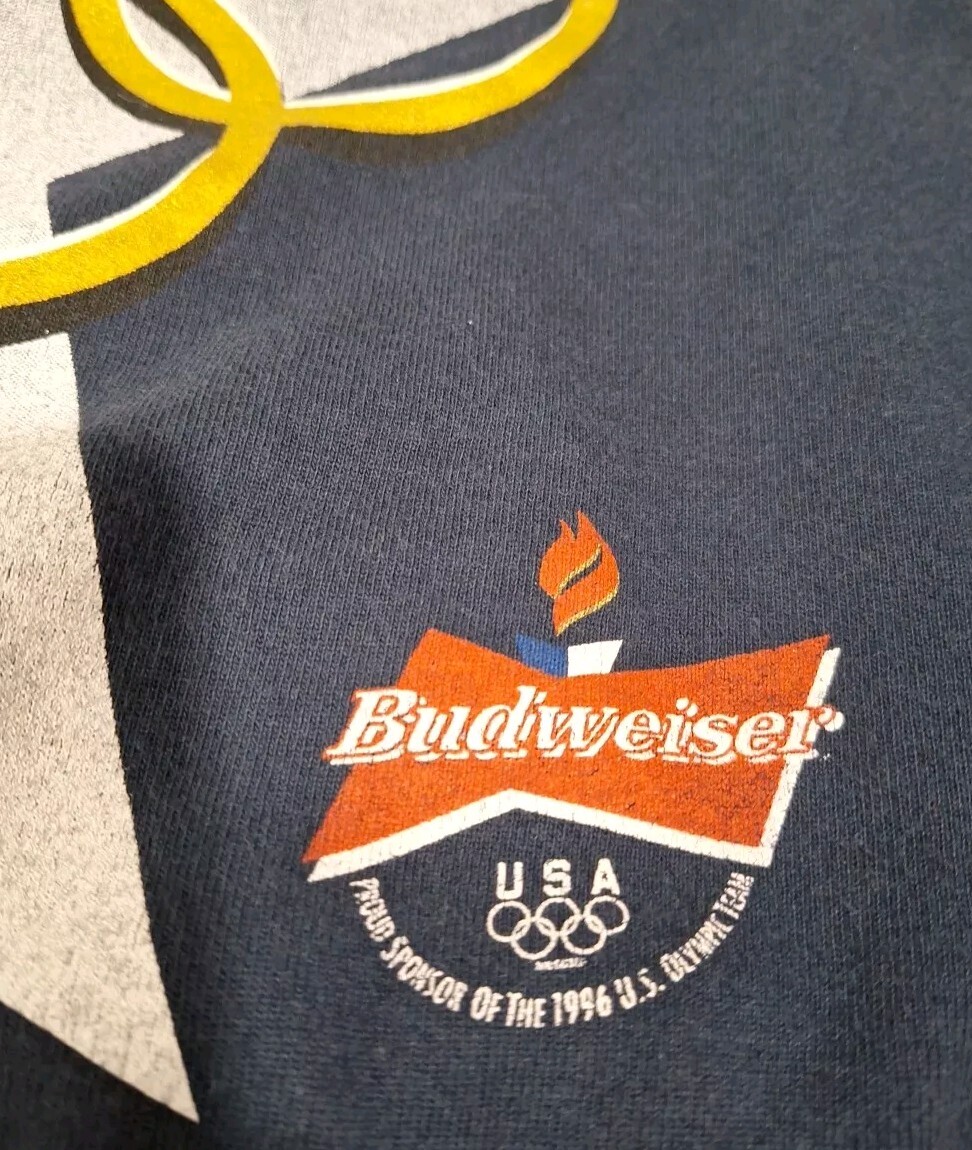 Budweiser
USA
PROUD SPONSOR OF THE 1996 U.S. OLYMPIC TEAM